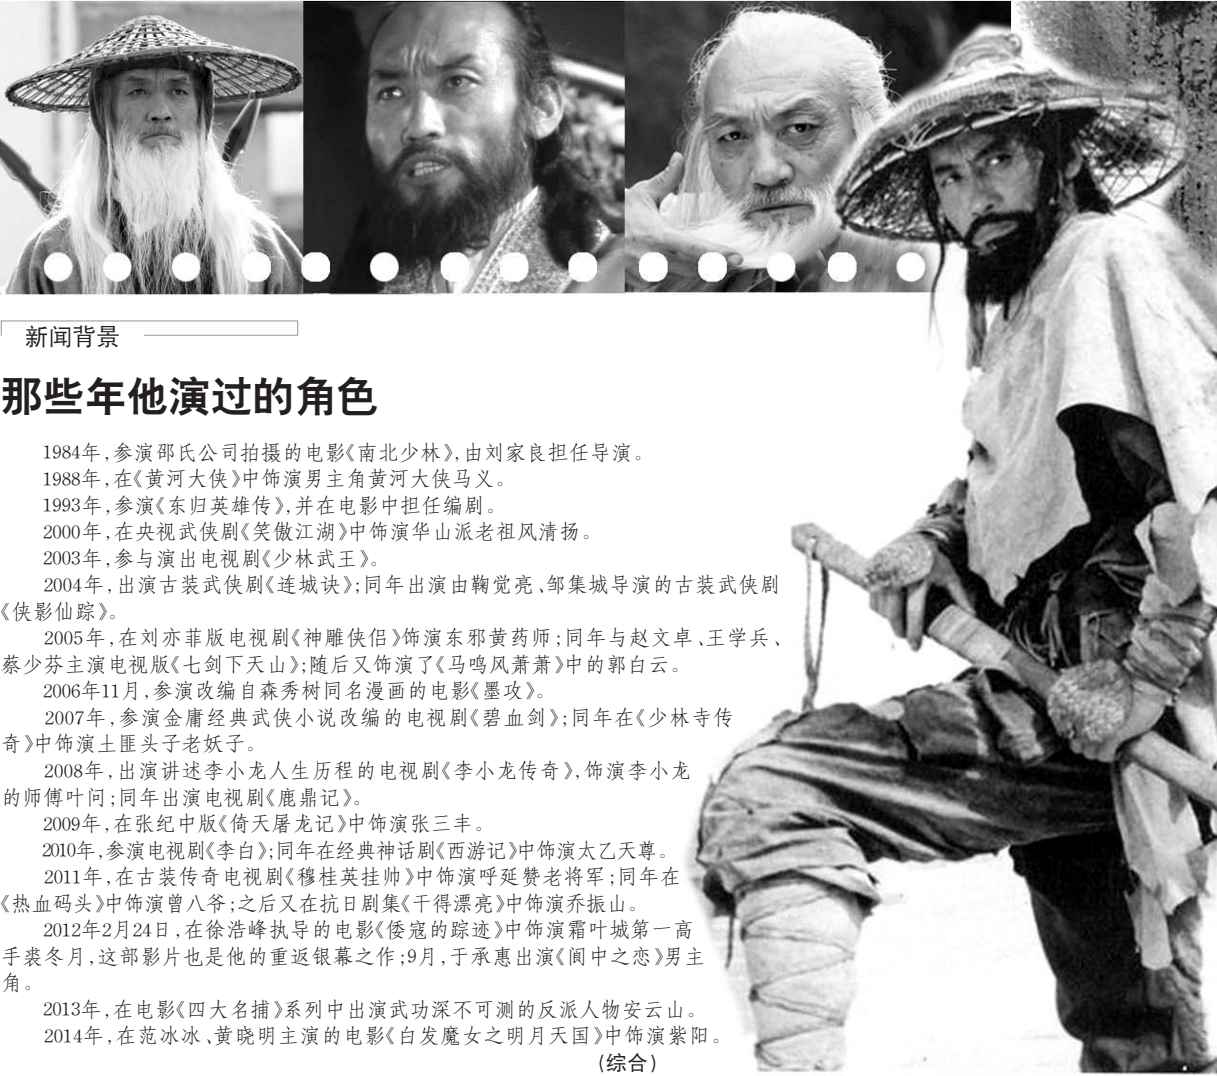 新闻背景
那些年他演过的角色
1984年,参演邵氏公司拍摄的电影《南北少林》,由刘家良担任导演。
1988年,在《黄河大侠》中饰演男主角黄河大侠马义。
1993年,参演《东归英雄传》,并在电影中担任编剧。
2000年,在央视武侠剧《笑傲江湖》中饰演华山派老祖风清扬。
2003年,参与演出电视剧《少林武王》。
2004年,出演古装武侠剧《连城诀》;同年出演由鞠觉亮、邹集城导演的古装武侠剧
《侠影仙踪》。
2005年,在刘亦菲版电视剧《神雕侠侣》饰演东邪黄药师;同年与赵文卓、王学兵、
蔡少芬主演电视版《七剑下天山》;随后又饰演了《马鸣风萧萧》中的郭白云。
2006年11月,参演改编自森秀树同名漫画的电影《墨攻》。
2007年,参演金庸经典武侠小说改编的电视剧《碧血剑》;同年在《少林寺传
奇》中饰演土匪头子老妖子。
2008年,出演讲述李小龙人生历程的电视剧《李小龙传奇》,饰演李小龙
的师傅叶问;同年出演电视剧《鹿鼎记》。
2009年,在张纪中版《倚天屠龙记》中饰演张三丰。
2010年,参演电视剧《李白》;同年在经典神话剧《西游记》中饰演太乙天尊。
2011年,在古装传奇电视剧《穆桂英挂帅》中饰演呼延赞老将军;同年在
《热血码头》中饰演曾八爷;之后又在抗日剧集《干得漂亮》中饰演乔振山。
2012年2月24日,在徐浩峰执导的电影《倭寇的踪迹》中饰演霜叶城第一高
手裘冬月,这部影片也是他的重返银幕之作;9月,于承惠出演《阆中之恋》男主
角。
2013年,在电影《四大名捕》系列中出演武功深不可测的反派人物安云山。
2014年,在范冰冰、黄晓明主演的电影《白发魔女之明月天国》中饰演紫阳。
(综合)